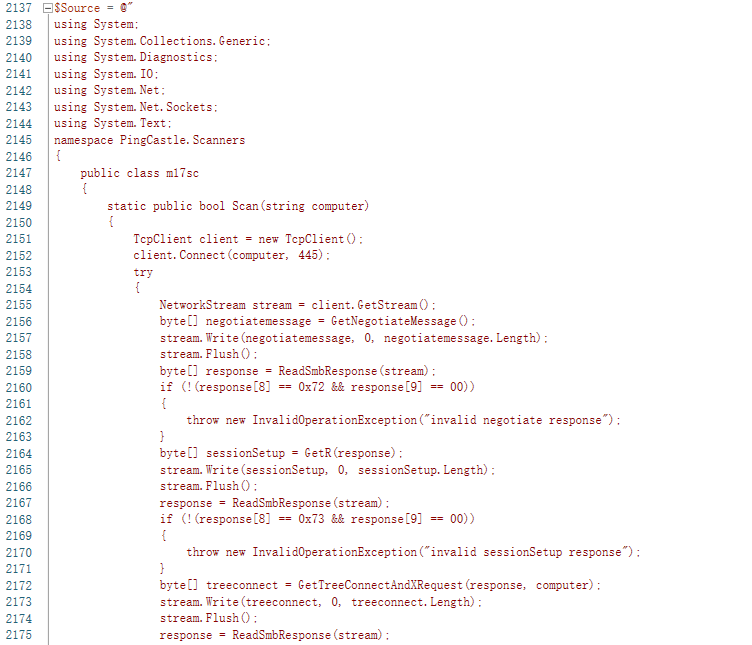 2137 $Source = @"
2138 using System;
2139 using System.Collections.Generic;
2140 using System.Diagnostics;
2141 using System.IO;
2142 using System.Net;
2143 using System.Net.Sockets;
2144 using System.Text;
2145 namespace PingCastle.Scanners
2146 {
2147 public class m17sc
2148 {
2149 static public bool Scan(string computer)
2150 {
2151 TcpClient client = new TcpClient();
2152 client.Connect(computer, 445);
2153 try
2154 {
2155 NetworkStream stream = client.GetStream();
2156 byte[] negotiatemessage = GetNegotiateMessage();
2157 stream.Write(negotiatemessage, 0, negotiatemessage.Length);
2158 stream.Flush();
2159 byte[] response = ReadSmbResponse(stream);
2160 if (!(response[8] == 0x72 && response[9] == 00))
2161 {
2162 throw new InvalidOperationException("invalid negotiate response");
2163 }
2164 byte[] sessionSetup = GetR(response);
2165 stream.Write(sessionSetup, 0, sessionSetup.Length);
2166 stream.Flush();
2167 response = ReadSmbResponse(stream);
2168 if (!(response[8] == 0x73 && response[9] == 00))
2169 {
2170 throw new InvalidOperationException("invalid sessionSetup response");
2171 }
2172 byte[] treeconnect = GetTreeConnectAndXRequest(response, computer);
2173 stream.Write(treeconnect, 0, treeconnect.Length);
2174 stream.Flush();
2175 response = ReadSmbResponse(stream);